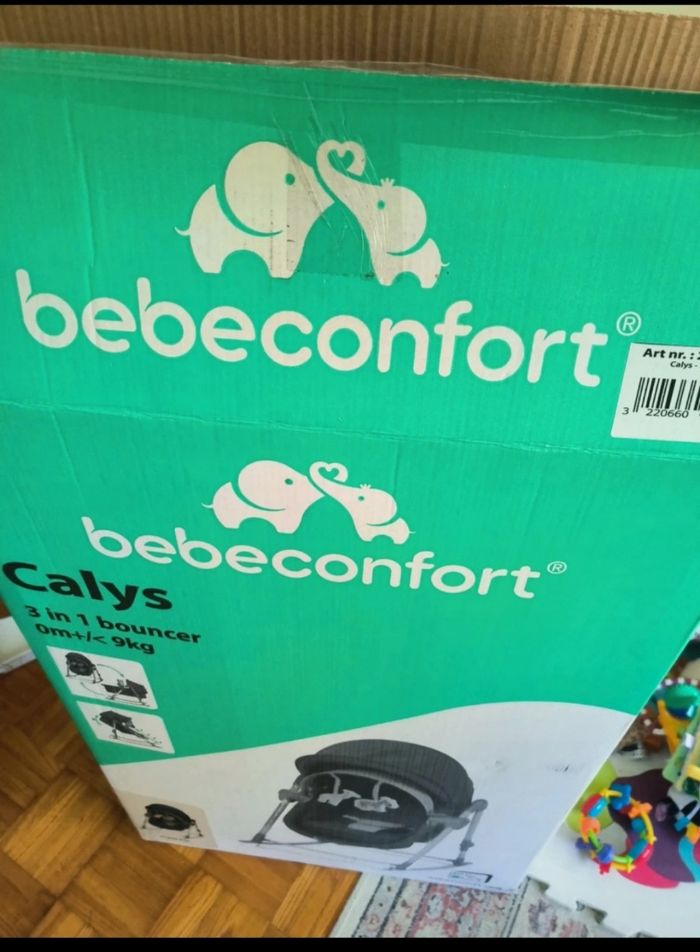 bebeconfort®
Art nr. :
Calys -
3 220660
bebeconfort®
Calys
3 in 1 bouncer
0m+/< 9kg